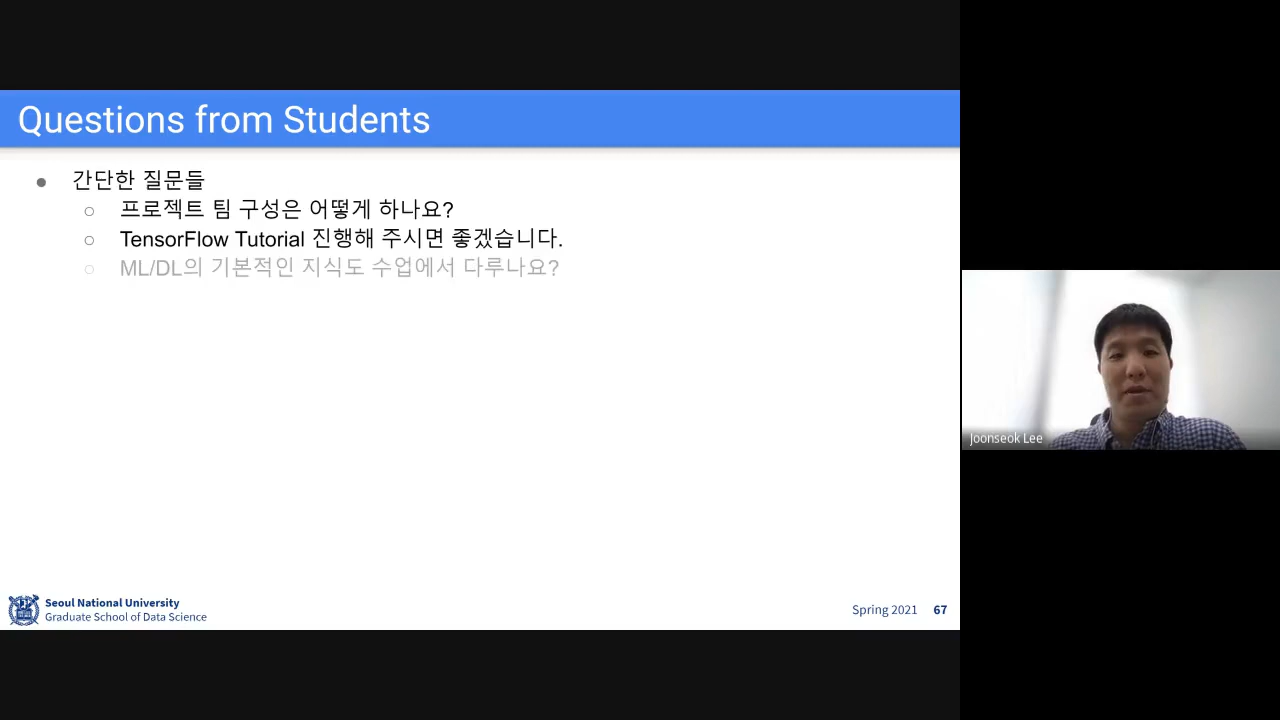 Questions from Students
간단한 질문들
프로젝트 팀 구성은 어떻게 하나요?
TensorFlow Tutorial 진행해 주시면 좋겠습니다.
ML/DL의 기본적인 지식도 수업에서 다루나요?
Joonseok Lee
Seoul National University
Graduate School of Data Science
Spring 2021 67